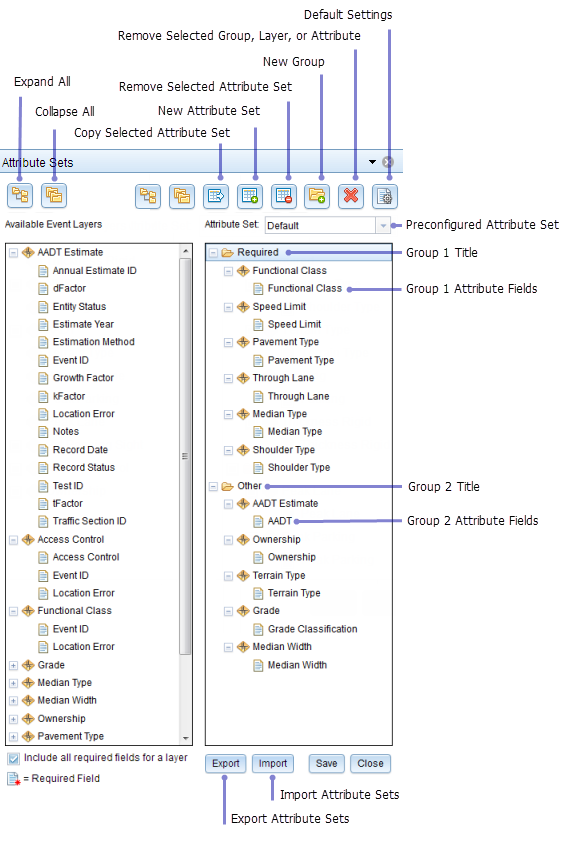 Default Settings
Remove Selected Group, Layer, or Attribute
New Group
Expand All
Remove Selected Attribute Set
Collapse All
New Attribute Set
Copy Selected Attribute Set
Attribute Sets
Available Event Layers
Attribute Set:
Default
Preconfigured Attribute Set
AADT Estimate
Annual Estimate ID
dFactor
Entity Status
Estimate Year
Estimation Method
Event ID
Growth Factor
kFactor
Location Error
Notes
Record Date
Record Status
Test ID
tFactor
Traffic Section ID
Access Control
Access Control
Event ID
Location Error
Functional Class
Event ID
Location Error
Grade
Median Type
Median Width
Ownership
Pavement Type
Required
Group 1 Title
Functional Class
Functional Class
Group 1 Attribute Fields
Speed Limit
Speed Limit
Pavement Type
Pavement Type
Through Lane
Through Lane
Median Type
Median Type
Shoulder Type
Shoulder Type
Other
Group 2 Title
AADT Estimate
AADT
Group 2 Attribute Fields
Ownership
Ownership
Terrain Type
Terrain Type
Grade
Grade Classification
Median Width
Median Width
Include all required fields for a layer
= Required Field
Export
Import
Save
Close
Import Attribute Sets
Export Attribute Sets